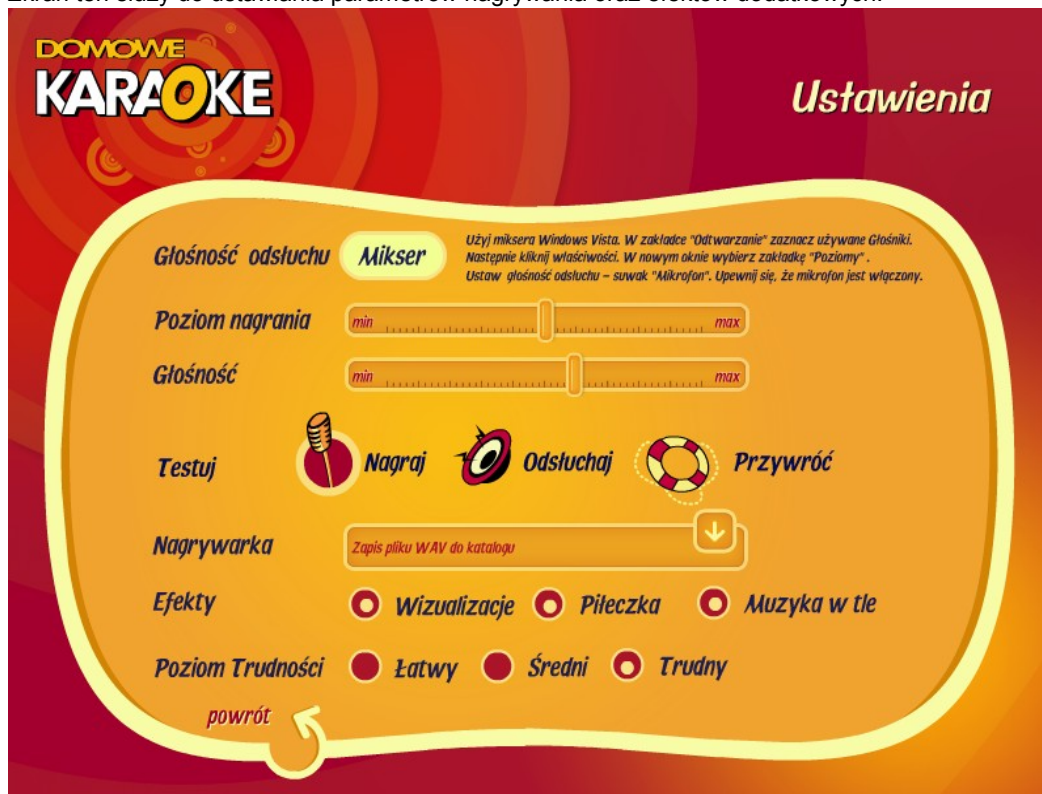 Ekran ten służy do ustawiania parametrów nagrywania oraz efektów dodatkowych.
DOMOWE
KARAOKE
Ustawienia
Głośność odsłuchu Mikser
Użyj miksera Windows Vista. W zakładce "Odtwarzanie" zaznacz używane Głośniki.
Następnie kliknij właściwości. W nowym oknie wybierz zakładkę "Poziomy" .
Ustaw głośność odsłuchu – suwak "Mikrofon". Upewnij się, że mikrofon jest włączony.
Poziom nagrania min max
Głośność min max
Testuj Nagraj Odsłuchaj Przywróć
Nagrywarka Zapis pliku WAV do katalogu
Efekty Wizualizacje Piłeczka Muzyka w tle
Poziom Trudności Łatwy Średni Trudny
powrót